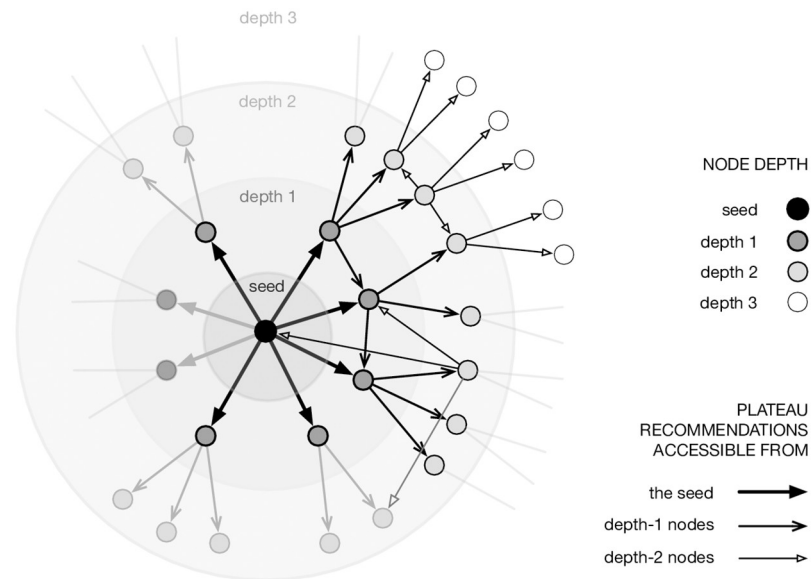 depth 3
depth 2
depth 1
seed
NODE DEPTH
seed
depth 1
depth 2
depth 3
PLATEAU
RECOMMENDATIONS
ACCESSIBLE FROM
the seed
depth-1 nodes
depth-2 nodes